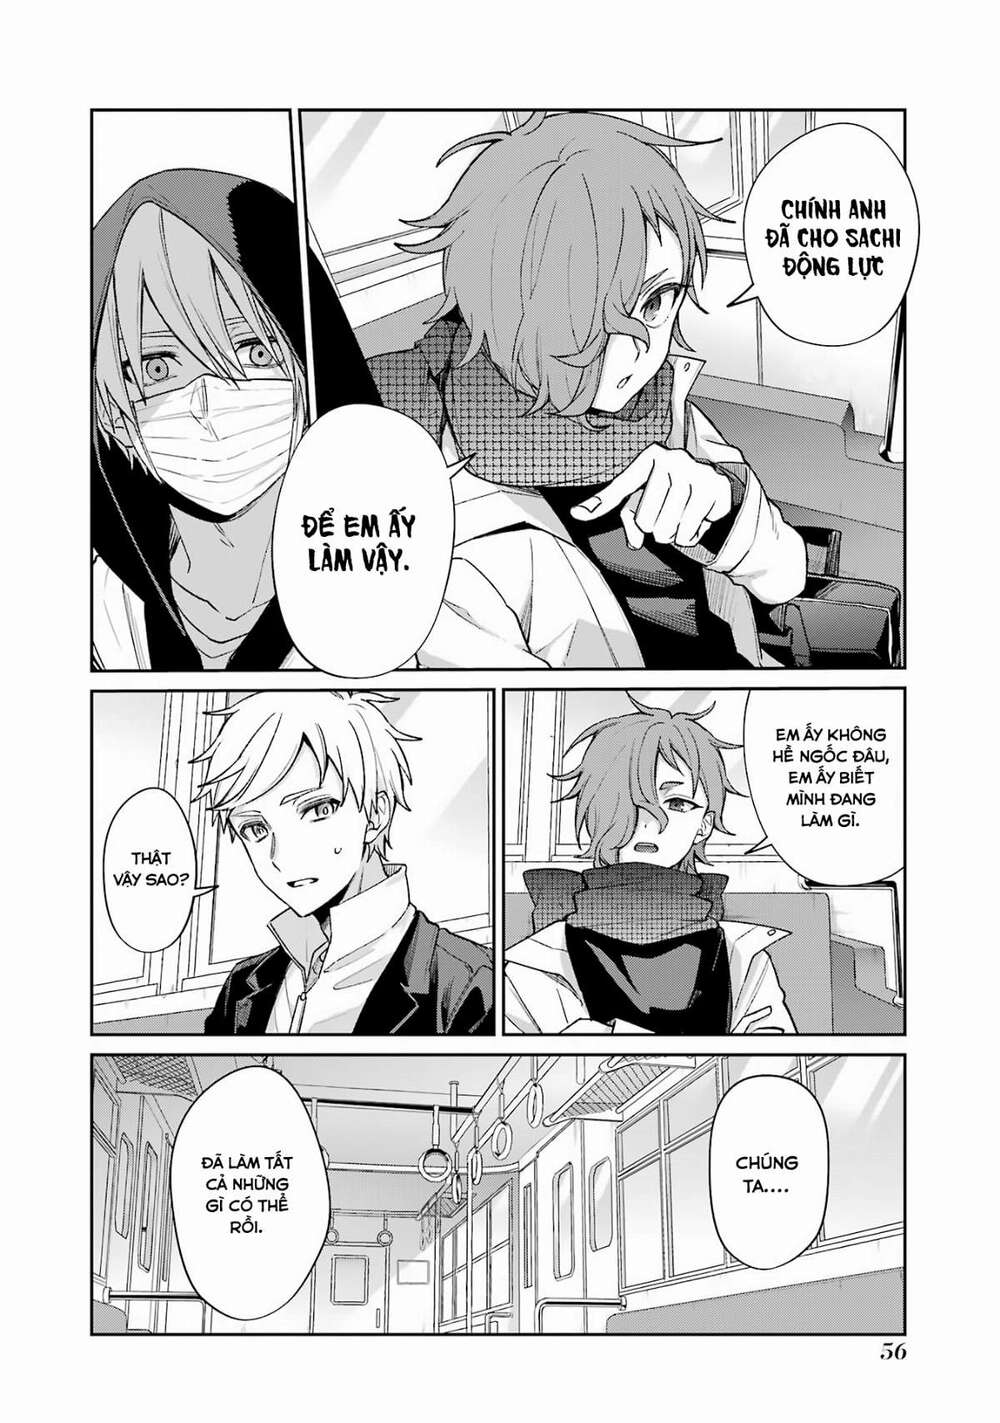 CHÍNH ANH
ĐÃ CHO SACHI
ĐỘNG LỰC
ĐỂ EM ẤY
LÀM VẬY.
EM ẤY KHÔNG
HỀ NGỐC ĐÂU,
EM ẤY BIẾT
MÌNH ĐANG
LÀM GÌ.
THẬT
VẬY SAO?
CHÚNG
TA....
ĐÃ LÀM TẤT
CẢ NHỮNG
GÌ CÓ THỂ
RỒI.
56